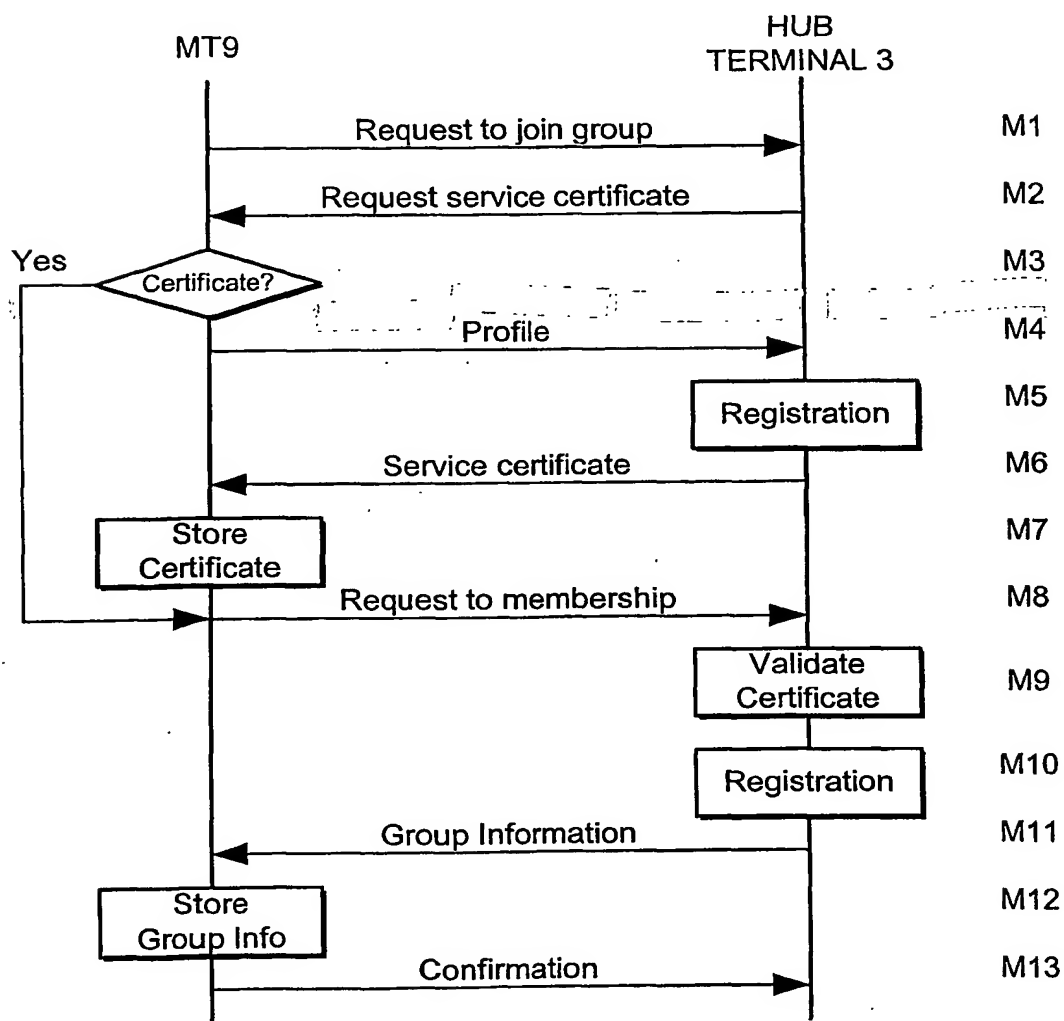 HUB
MT9
TERMINAL 3
Request to join group
M1
Request service certificate
M2
Yes
Certificate?
M3
Profile
M4
Registration
M5
Service certificate
M6
Store
Certificate
M7
Request to membership
M8
Validate
Certificate
M9
Registration
M10
Group Information
M11
Store
Group Info
M12
Confirmation
M13